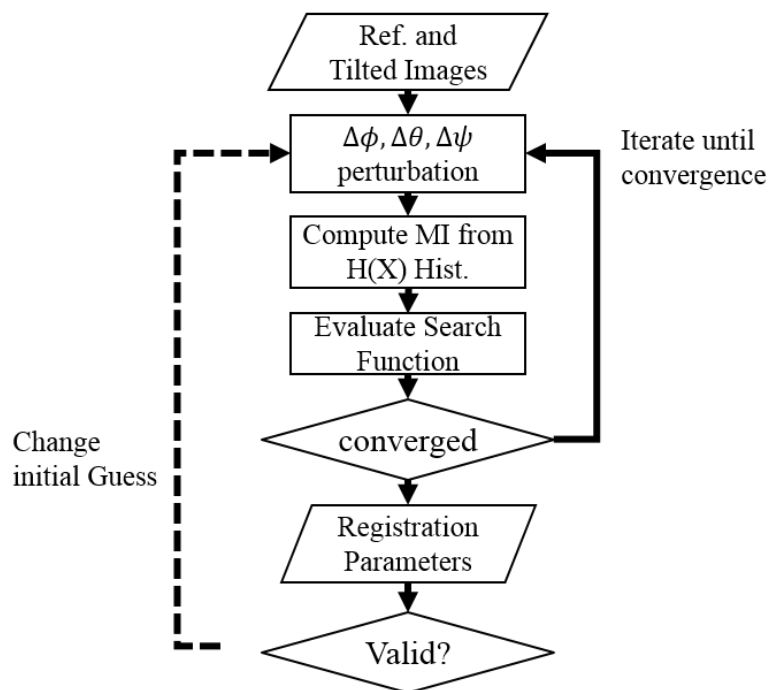 Ref. and
Tilted Images
Δϕ, Δθ, Δψ
perturbation
Iterate until
convergence
Compute MI from
H(X) Hist.
Evaluate Search
Function
converged
Change
initial Guess
Registration
Parameters
Valid?